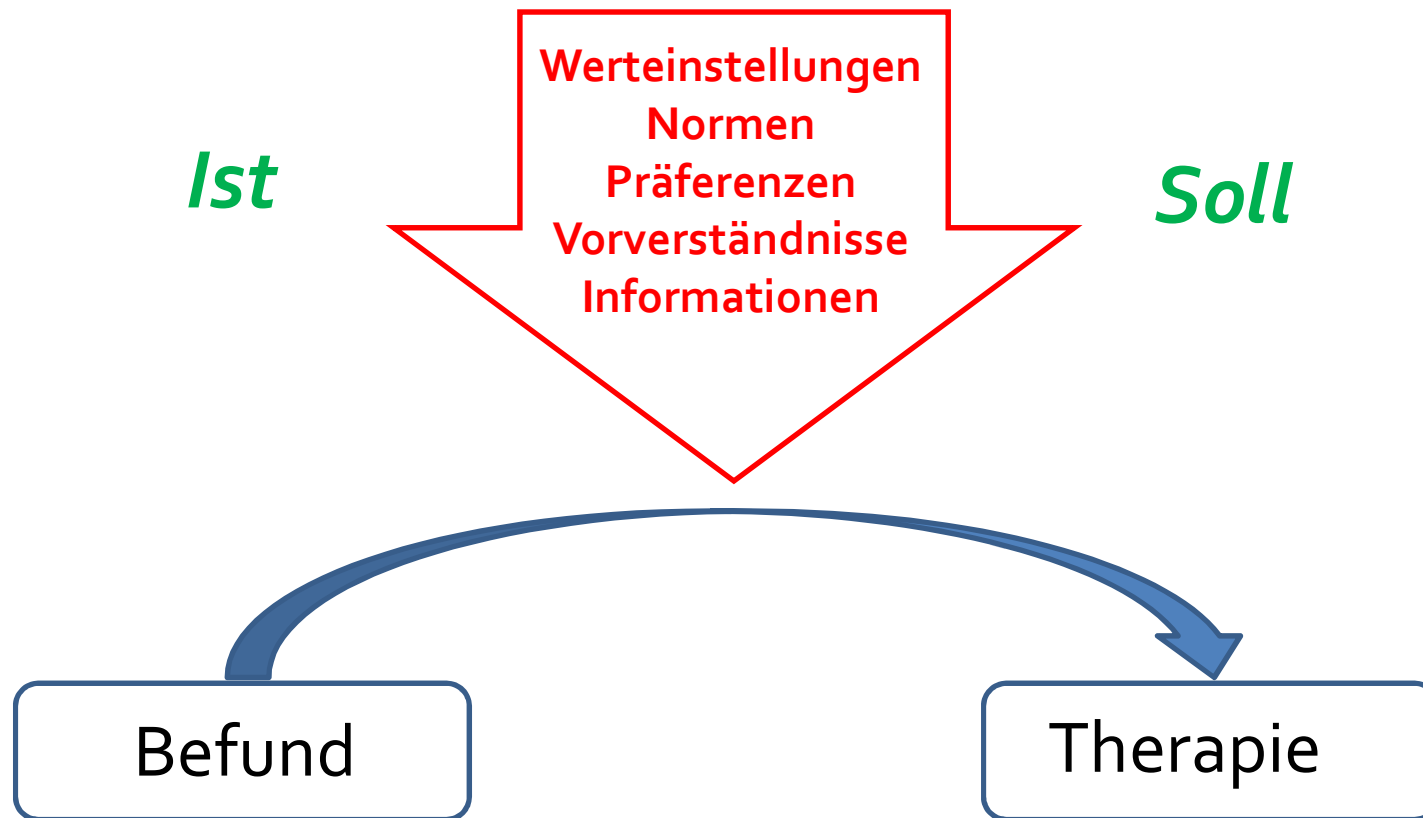 Werteinstellungen
Normen
Präferenzen
Vorverständnisse
Informationen
Ist
Soll
Befund
Therapie